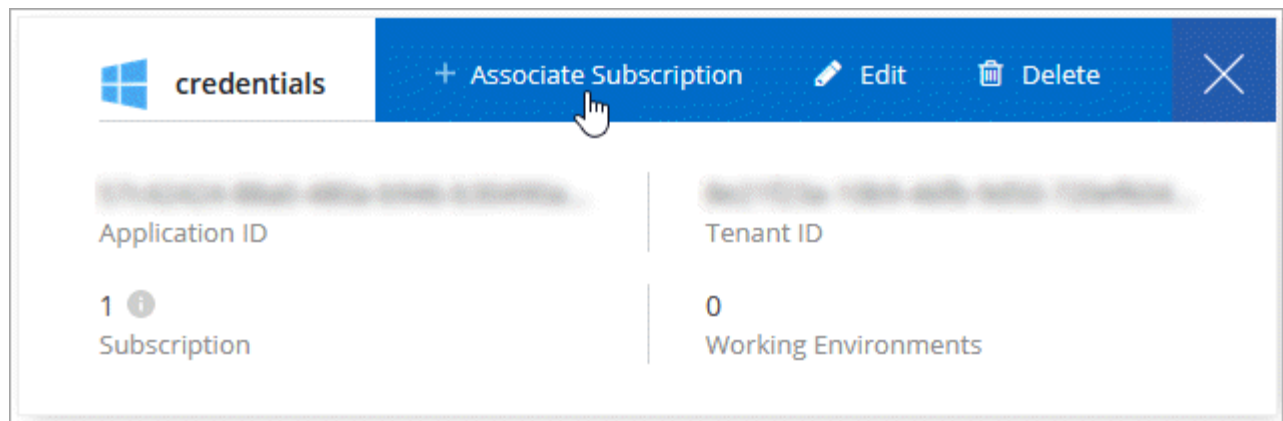 credentials
+ Associate Subscription
Edit
Delete
Application ID
Tenant ID
1
Subscription
0
Working Environments